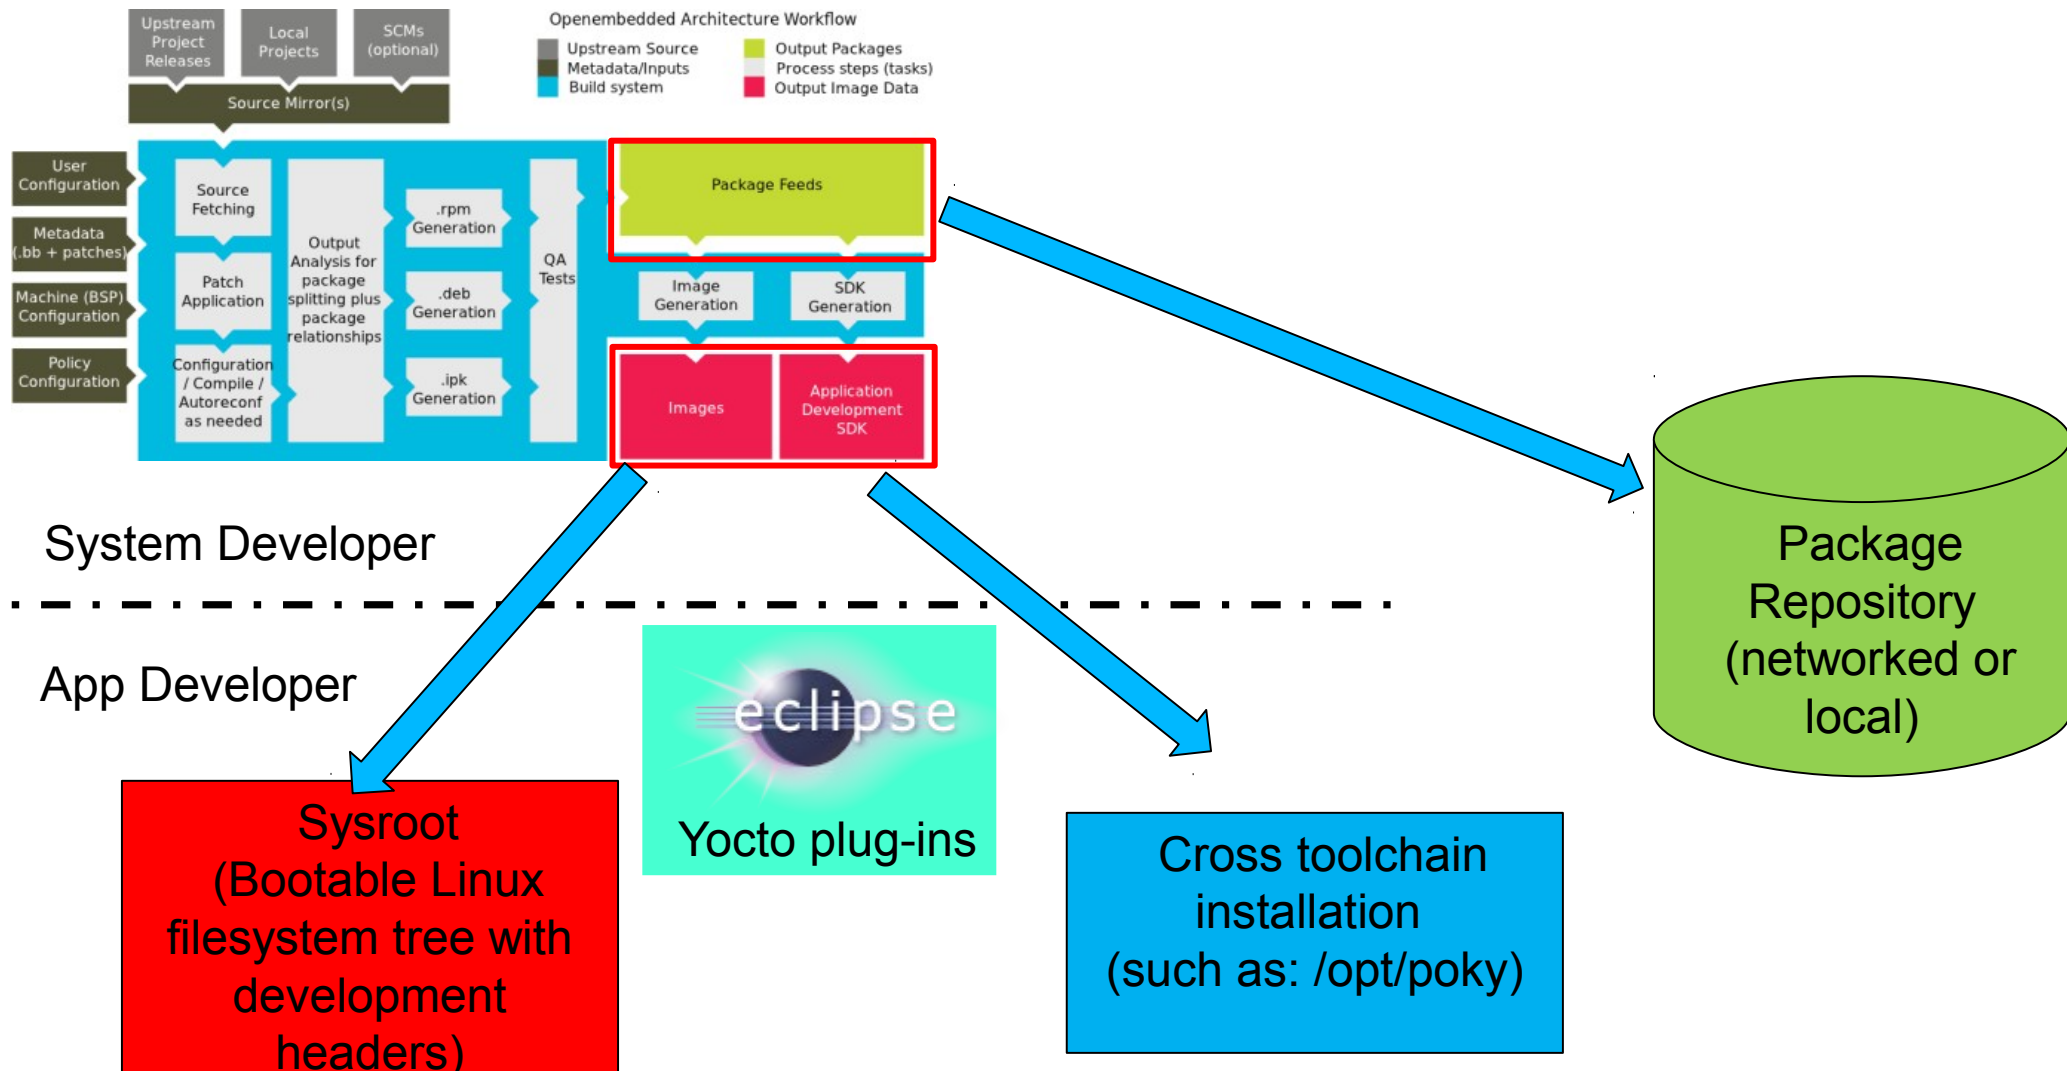 Upstream
Project
Releases
Local
Projects
SCMs
(optional)
Source Mirror(s)
Openembedded Architecture Workflow
Upstream Source
Metadata/Inputs
Build system
Output Packages
Process steps (tasks)
Output Image Data
User
Configuration
Metadata
(.bb + patches)
Machine (BSP)
Configuration
Policy
Configuration
Source
Fetching
Patch
Application
Configuration
/ Compile /
Autoreconf
as needed
Output
Analysis for
package
splitting plus
package
relationships
.rpm
Generation
.deb
Generation
.ipk
Generation
QA
Tests
Package Feeds
Image
Generation
SDK
Generation
Images
Application
Development
SDK
System Developer
App Developer
eclipse
Yocto plug-ins
Sysroot
(Bootable Linux
filesystem tree with
development
headers)
Cross toolchain
installation
(such as: /opt/poky)
Package
Repository
(networked or
local)